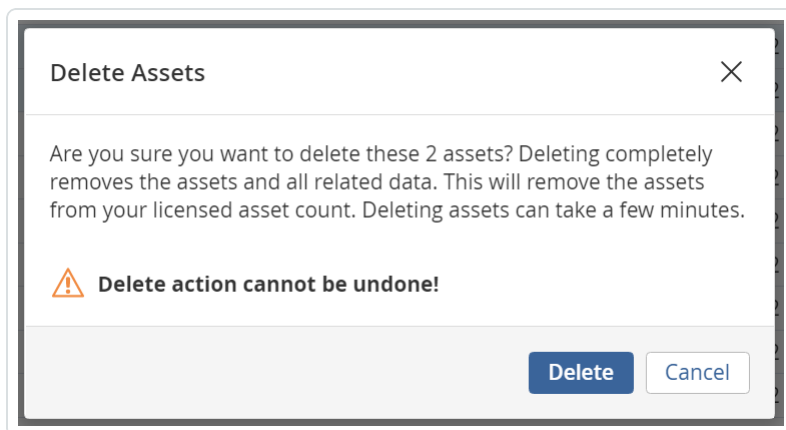 Delete Assets
Are you sure you want to delete these 2 assets? Deleting completely
removes the assets and all related data. This will remove the assets
from your licensed asset count. Deleting assets can take a few minutes.
Delete action cannot be undone!
Delete
Cancel